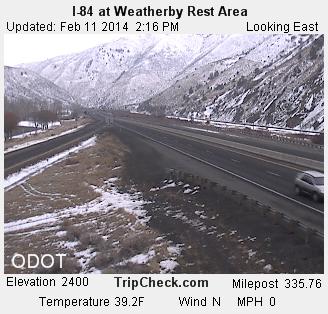 I-84 at Weatherby Rest Area
Updated: Feb 11 2014 2:16 PM Looking East
ODOT
Elevation 2400 TripCheck.com Milepost 335.76
Temperature 39.2F Wind N MPH 0